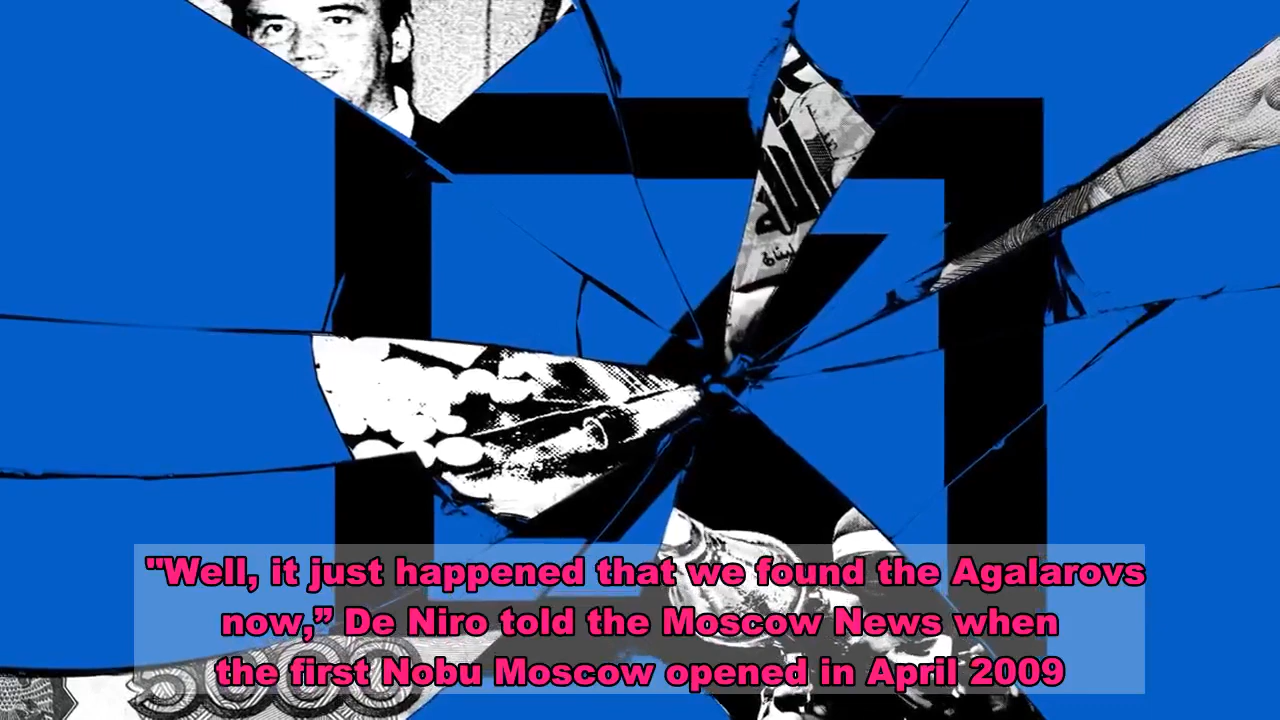 "Well, it just happened that we found the Agalarovs
now,” De Niro told the Moscow News when
the first Nobu Moscow opened in April 2009
5000